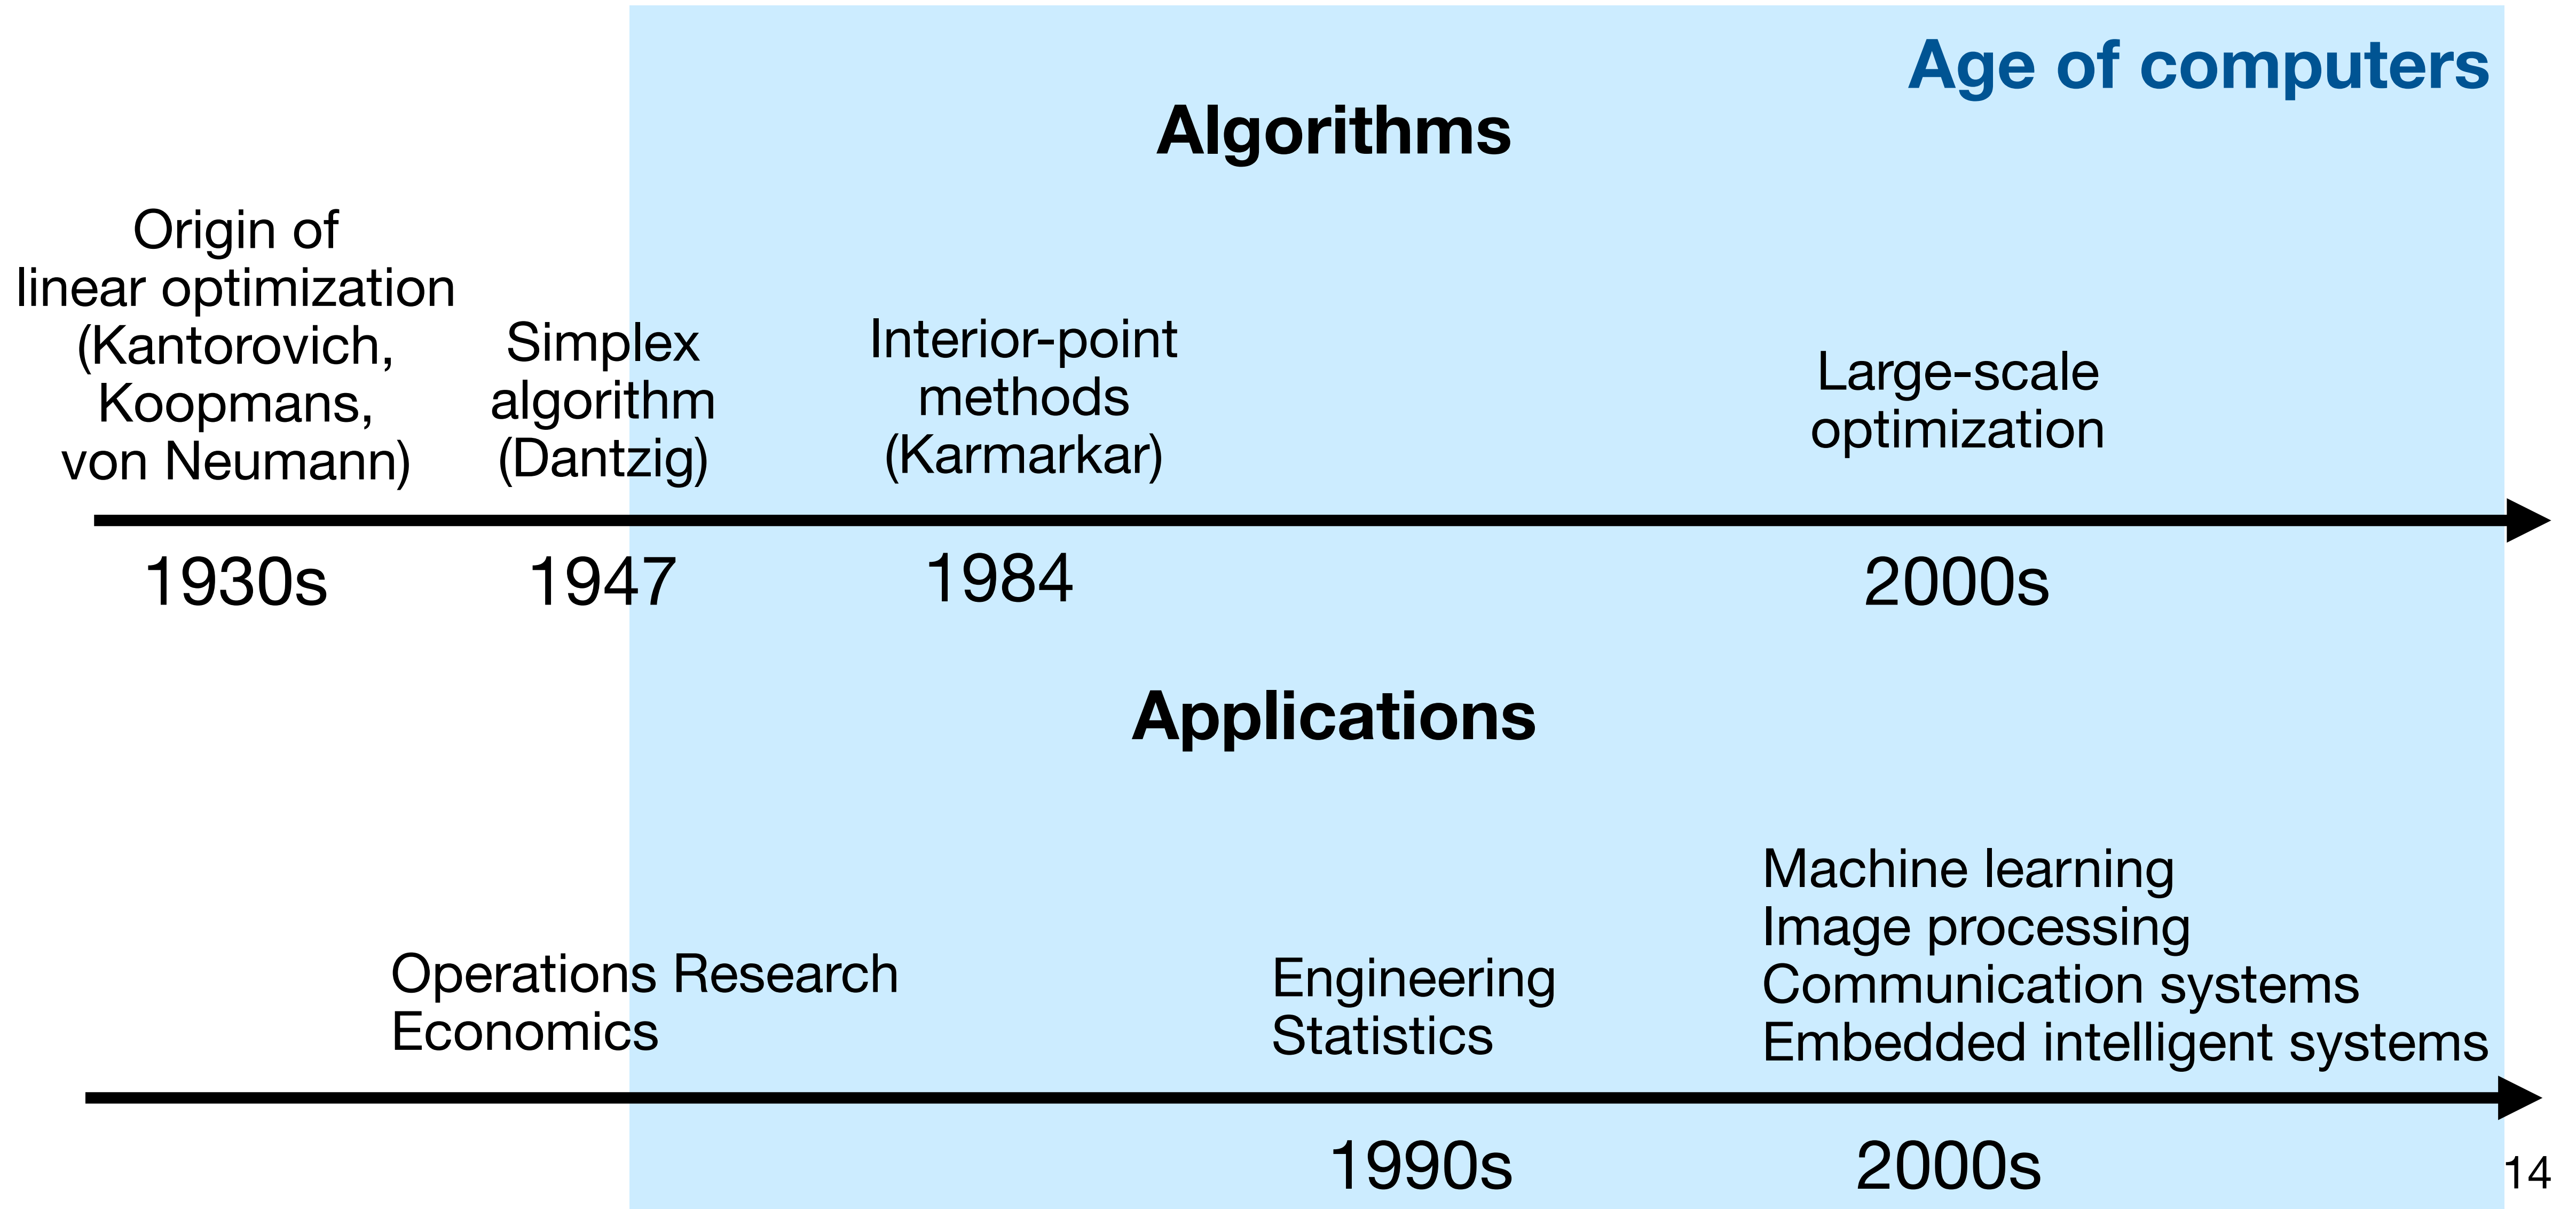 Age of computers
Algorithms
Origin of
linear optimization
(Kantorovich,
Koopmans,
von Neumann)
Simplex
algorithm
(Dantzig)
Interior-point
methods
(Karmarkar)
Large-scale
optimization
1930s
1947
1984
2000s
Applications
Operations Research
Economics
Engineering
Statistics
Machine learning
Image processing
Communication systems
Embedded intelligent systems
1990s
2000s
14